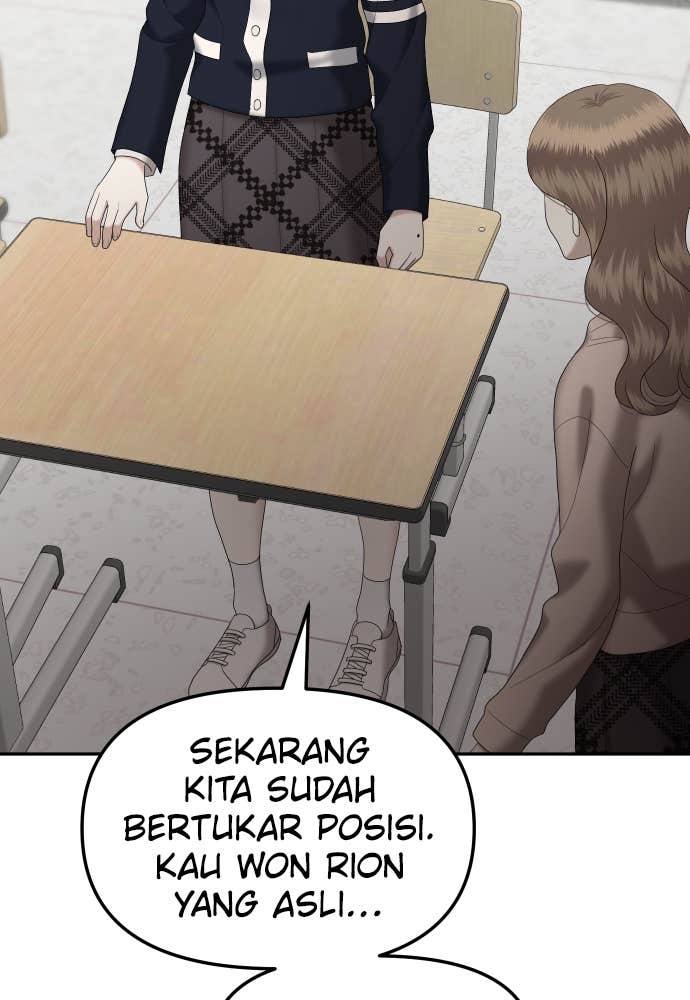 SEKARANG
KITA SUDAH
BERTUKAR POSISI.
KAU WON RION
YANG ASLI...